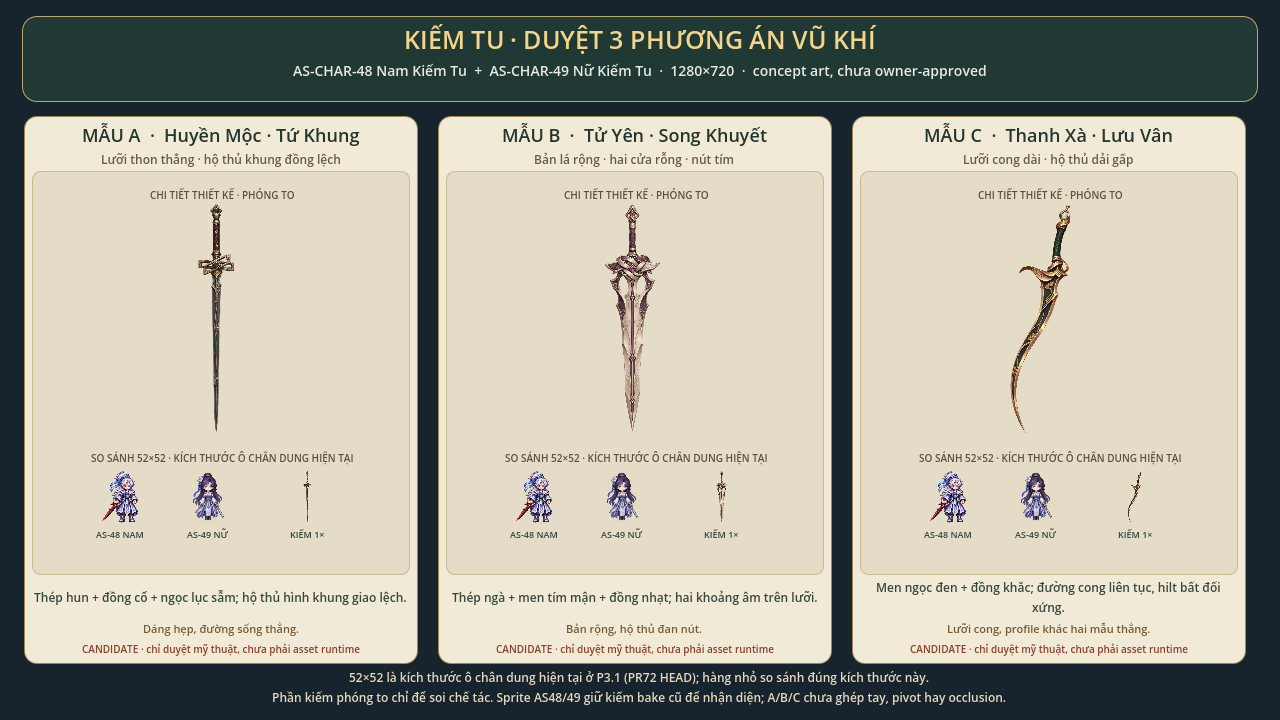 KIẾM TU · DUYỆT 3 PHƯƠNG ÁN VŨ KHÍ
AS-CHAR-48 Nam Kiếm Tu + AS-CHAR-49 Nữ Kiếm Tu · 1280×720 · concept art, chưa owner-approved
MẪU A · Huyền Mộc · Tứ Khung
Lưỡi thon thẳng · hộ thủ khung đồng lệch
CHI TIẾT THIẾT KẾ · PHÓNG TO
SO SÁNH 52×52 · KÍCH THƯỚC Ô CHÂN DUNG HIỆN TẠI
AS-48 NAM
AS-49 NỮ
KIẾM 1×
Thép hun + đồng cổ + ngọc lục sẫm; hộ thủ hình khung giao lệch.
Dáng hẹp, đường sống thẳng.
CANDIDATE · chỉ duyệt mỹ thuật, chưa phải asset runtime
MẪU B · Tử Yên · Song Khuyết
Bản lá rộng · hai cửa rỗng · nút tím
CHI TIẾT THIẾT KẾ · PHÓNG TO
SO SÁNH 52×52 · KÍCH THƯỚC Ô CHÂN DUNG HIỆN TẠI
AS-48 NAM
AS-49 NỮ
KIẾM 1×
Thép ngà + men tím mận + đồng nhạt; hai khoảng âm trên lưỡi.
Bản rộng, hộ thủ đan nút.
CANDIDATE · chỉ duyệt mỹ thuật, chưa phải asset runtime
MẪU C · Thanh Xà · Lưu Vân
Lưỡi cong dài · hộ thủ dải gấp
CHI TIẾT THIẾT KẾ · PHÓNG TO
SO SÁNH 52×52 · KÍCH THƯỚC Ô CHÂN DUNG HIỆN TẠI
AS-48 NAM
AS-49 NỮ
KIẾM 1×
Men ngọc đen + đồng khắc; đường cong liên tục, hilt bất đối
xứng.
Lưỡi cong, profile khác hai mẫu thẳng.
CANDIDATE · chỉ duyệt mỹ thuật, chưa phải asset runtime
52×52 là kích thước ô chân dung hiện tại ở P3.1 (PR72 HEAD); hàng nhỏ so sánh đúng kích thước này.
Phần kiếm phóng to chỉ để soi chế tác. Sprite AS48/49 giữ kiếm bake cũ để nhận diện; A/B/C chưa ghép tay, pivot hay occlusion.